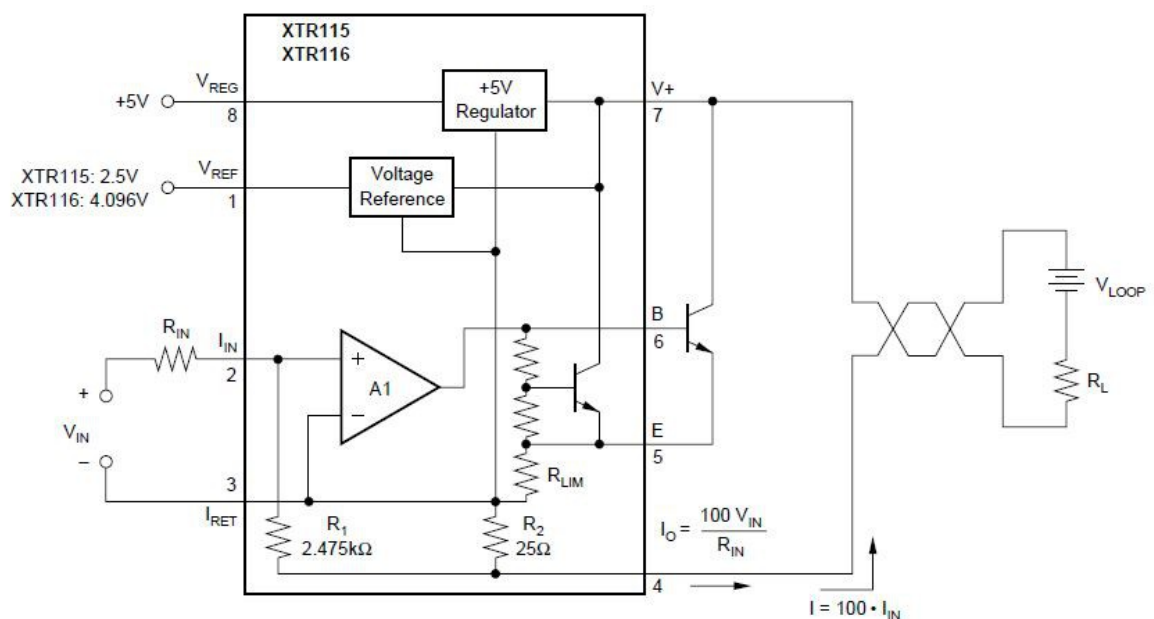 XTR115
XTR116
+5V
V_REG
8
+5V
Regulator
V+
7
XTR115: 2.5V
XTR116: 4.096V
V_REF
1
Voltage
Reference
V_LOOP
R_L
R_IN
I_IN
2
+
−
A1
B
6
+
V_IN
−
E
5
R_LIM
3
I_RET
R_1
2.475kΩ
R_2
25Ω
I_O = 100 V_IN / R_IN
4
I = 100 • I_IN